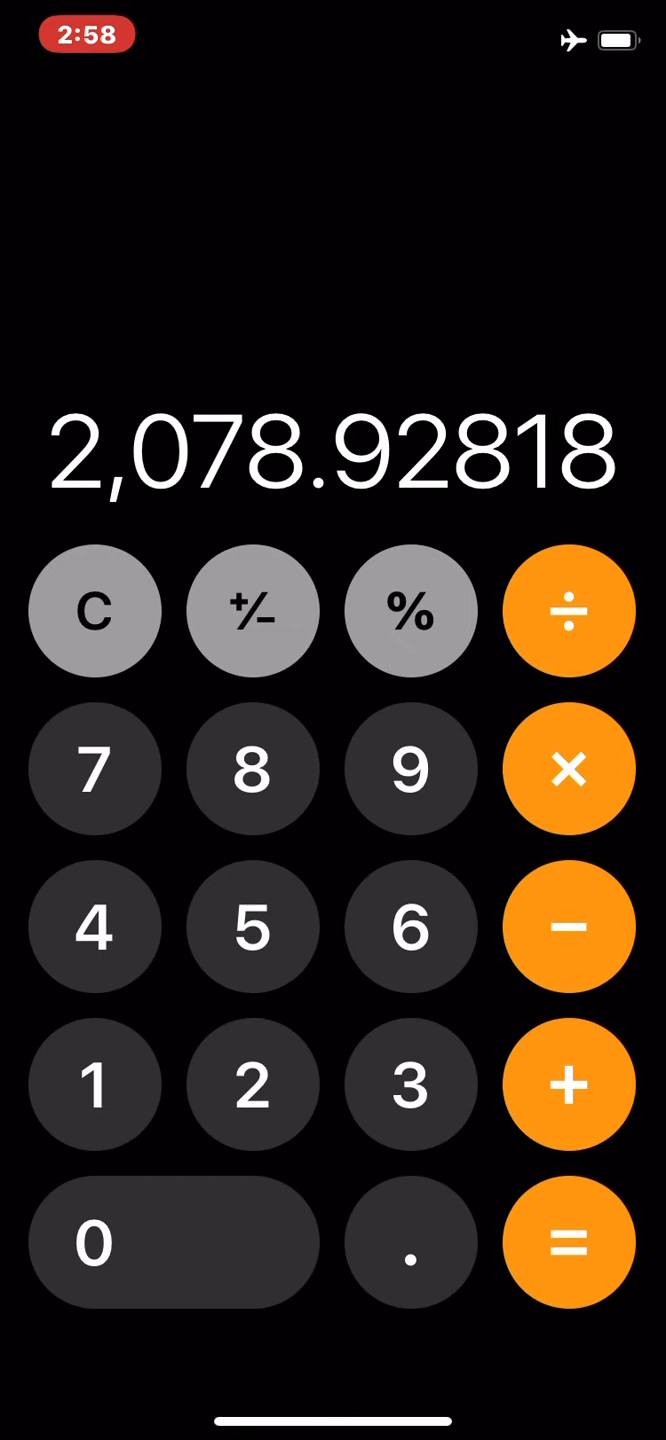 2:58
2,078.92818
C +/− % ÷
7 8 9 ×
4 5 6 −
1 2 3 +
0 . =